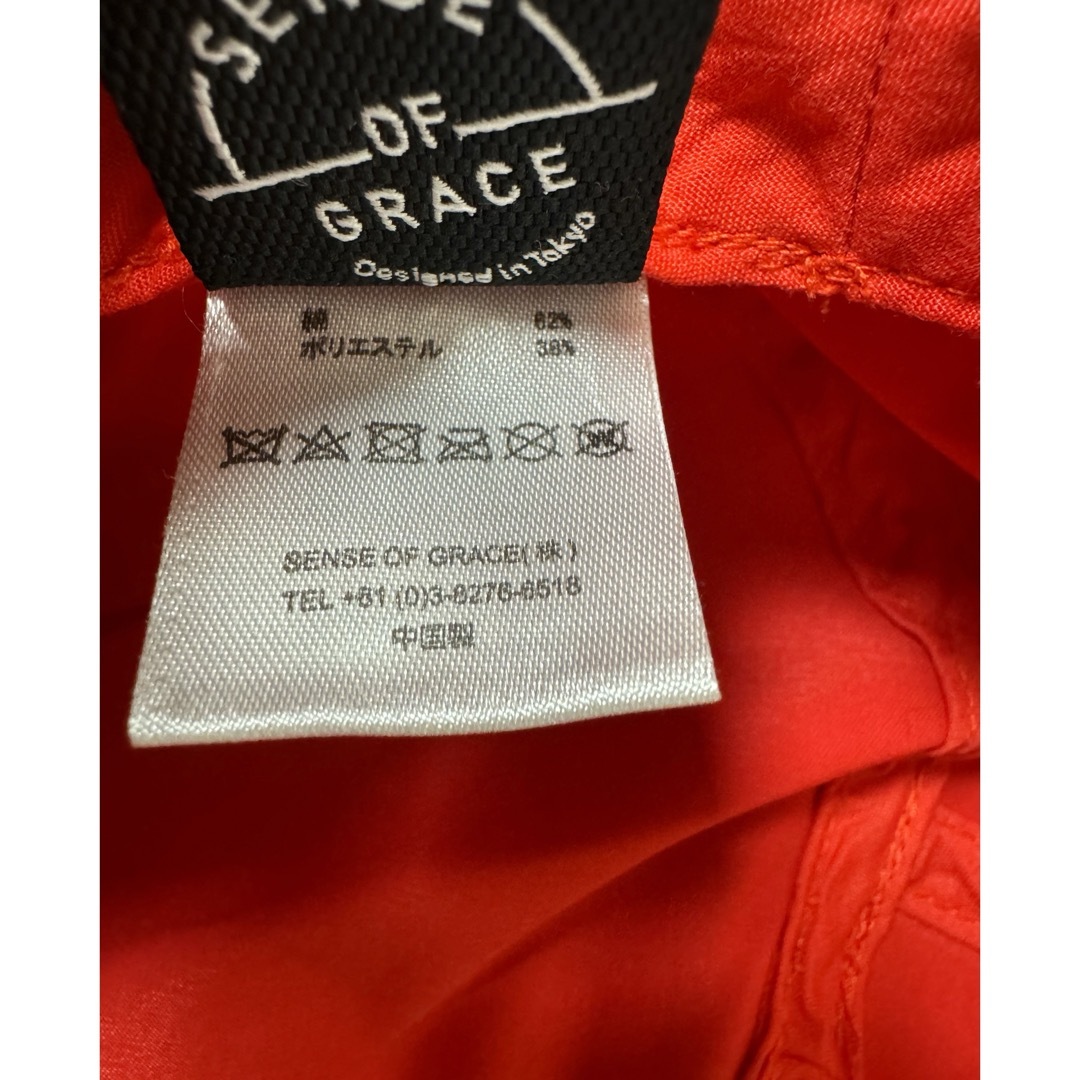 SENSE
OF
GRACE
Designed in Tokyo
綿 62%
ポリエステル 38%
SENSE OF GRACE(株)
TEL +81 (0)3-6276-6518
中国製